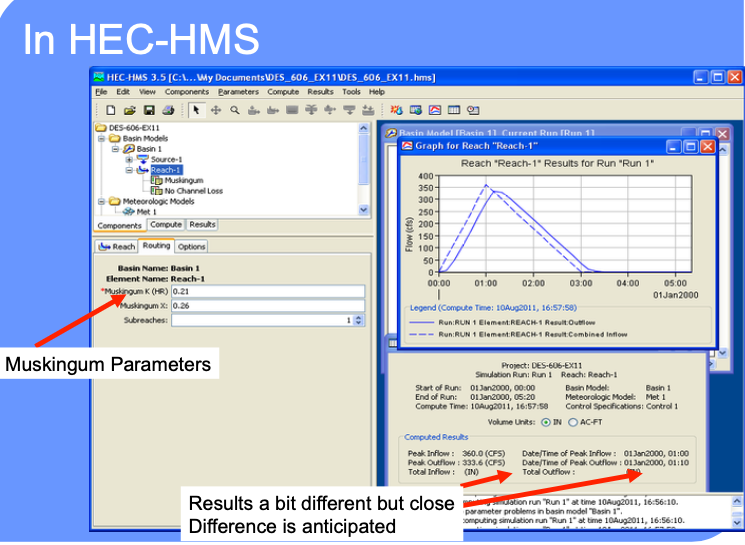 In HEC-HMS
HEC-HMS 3.5 [C:\...\My Documents\DES_606_EX11\DES_606_EX11.hms]
File Edit View Components Parameters Compute Results Tools Help
DES-606-EX11
Basin Models
Basin 1
Source-1
Reach-1
Muskingum
No Channel Loss
Meteorologic Models
Met 1
Components Compute Results
Reach Routing Options
Basin Name: Basin 1
Element Name: Reach-1
*Muskingum K (HR) 0.21
*Muskingum X: 0.26
Subreaches: 1
Muskingum Parameters
Basin Model [Basin 1] Current Run [Run 1]
Graph for Reach "Reach-1"
Reach "Reach-1" Results for Run "Run 1"
Flow (cfs)
400
350
300
250
200
150
100
50
0
00:00 01:00 02:00 03:00 04:00 05:00
01Jan2000
Legend (Compute Time: 10Aug2011, 16:57:58)
Run:RUN 1 Element:REACH-1 Result:Outflow
Run:RUN 1 Element:REACH-1 Result:Combined Inflow
Project: DES-606-EX11
Simulation Run: Run 1 Reach: Reach-1
Start of Run: 01Jan2000, 00:00 Basin Model: Basin 1
End of Run: 01Jan2000, 05:20 Meteorologic Model: Met 1
Compute Time: 10Aug2011, 16:57:58 Control Specifications: Control 1
Volume Units: IN AC-FT
Computed Results
Peak Inflow : 360.0 (CFS) Date/Time of Peak Inflow : 01Jan2000, 01:00
Peak Outflow : 333.6 (CFS) Date/Time of Peak Outflow : 01Jan2000, 01:10
Total Inflow : (IN) Total Outflow :
Results a bit different but close
Difference is anticipated
simulation run "Run 1" at time 10Aug2011, 16:56:10.
parameter problems in basin model "Basin 1".
computing simulation run "Run 1" at time 10Aug2011, 16:56:10.